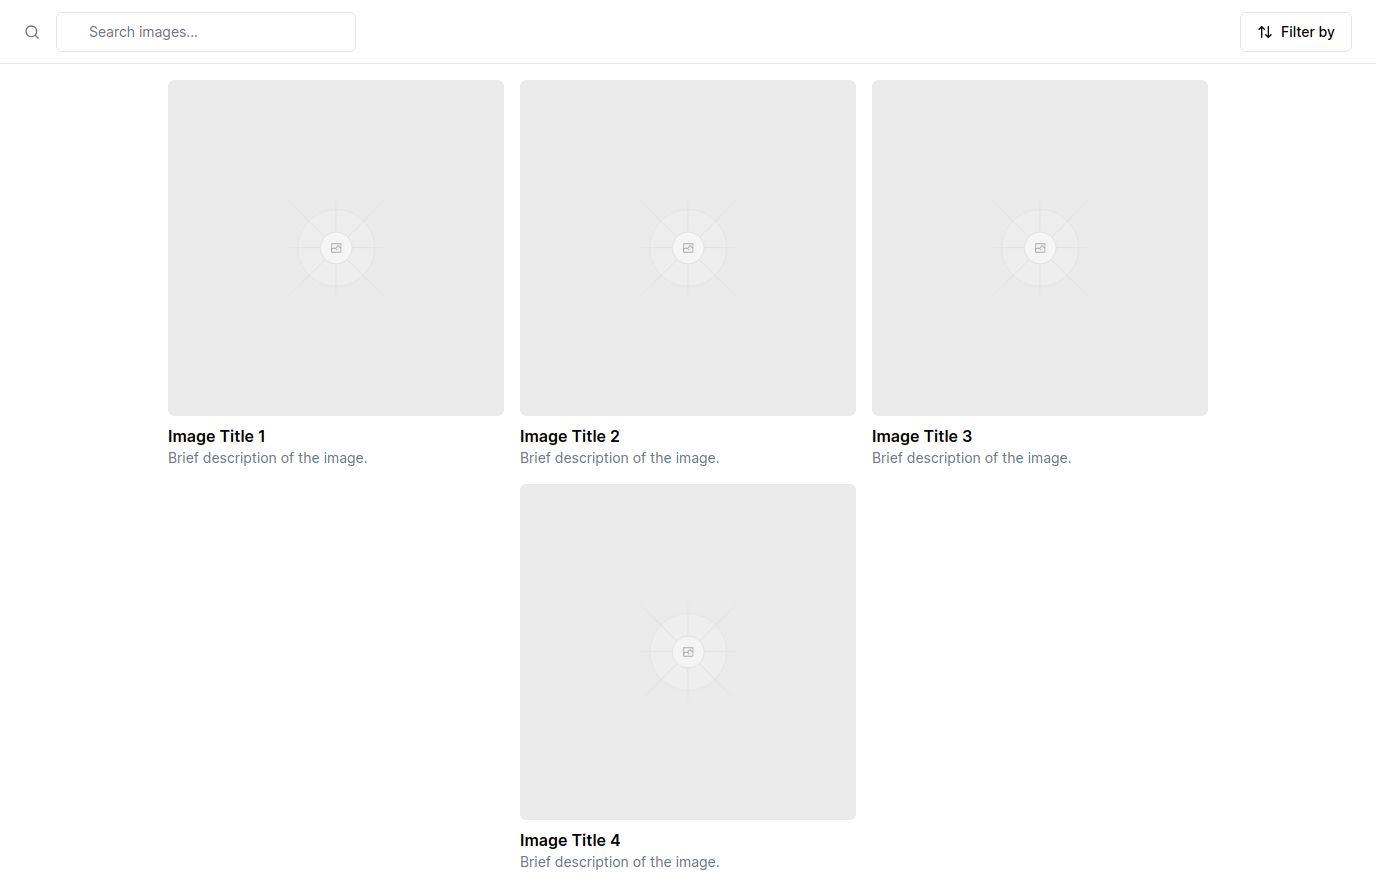 Search images...
Filter by
Image Title 1
Brief description of the image.
Image Title 2
Brief description of the image.
Image Title 3
Brief description of the image.
Image Title 4
Brief description of the image.